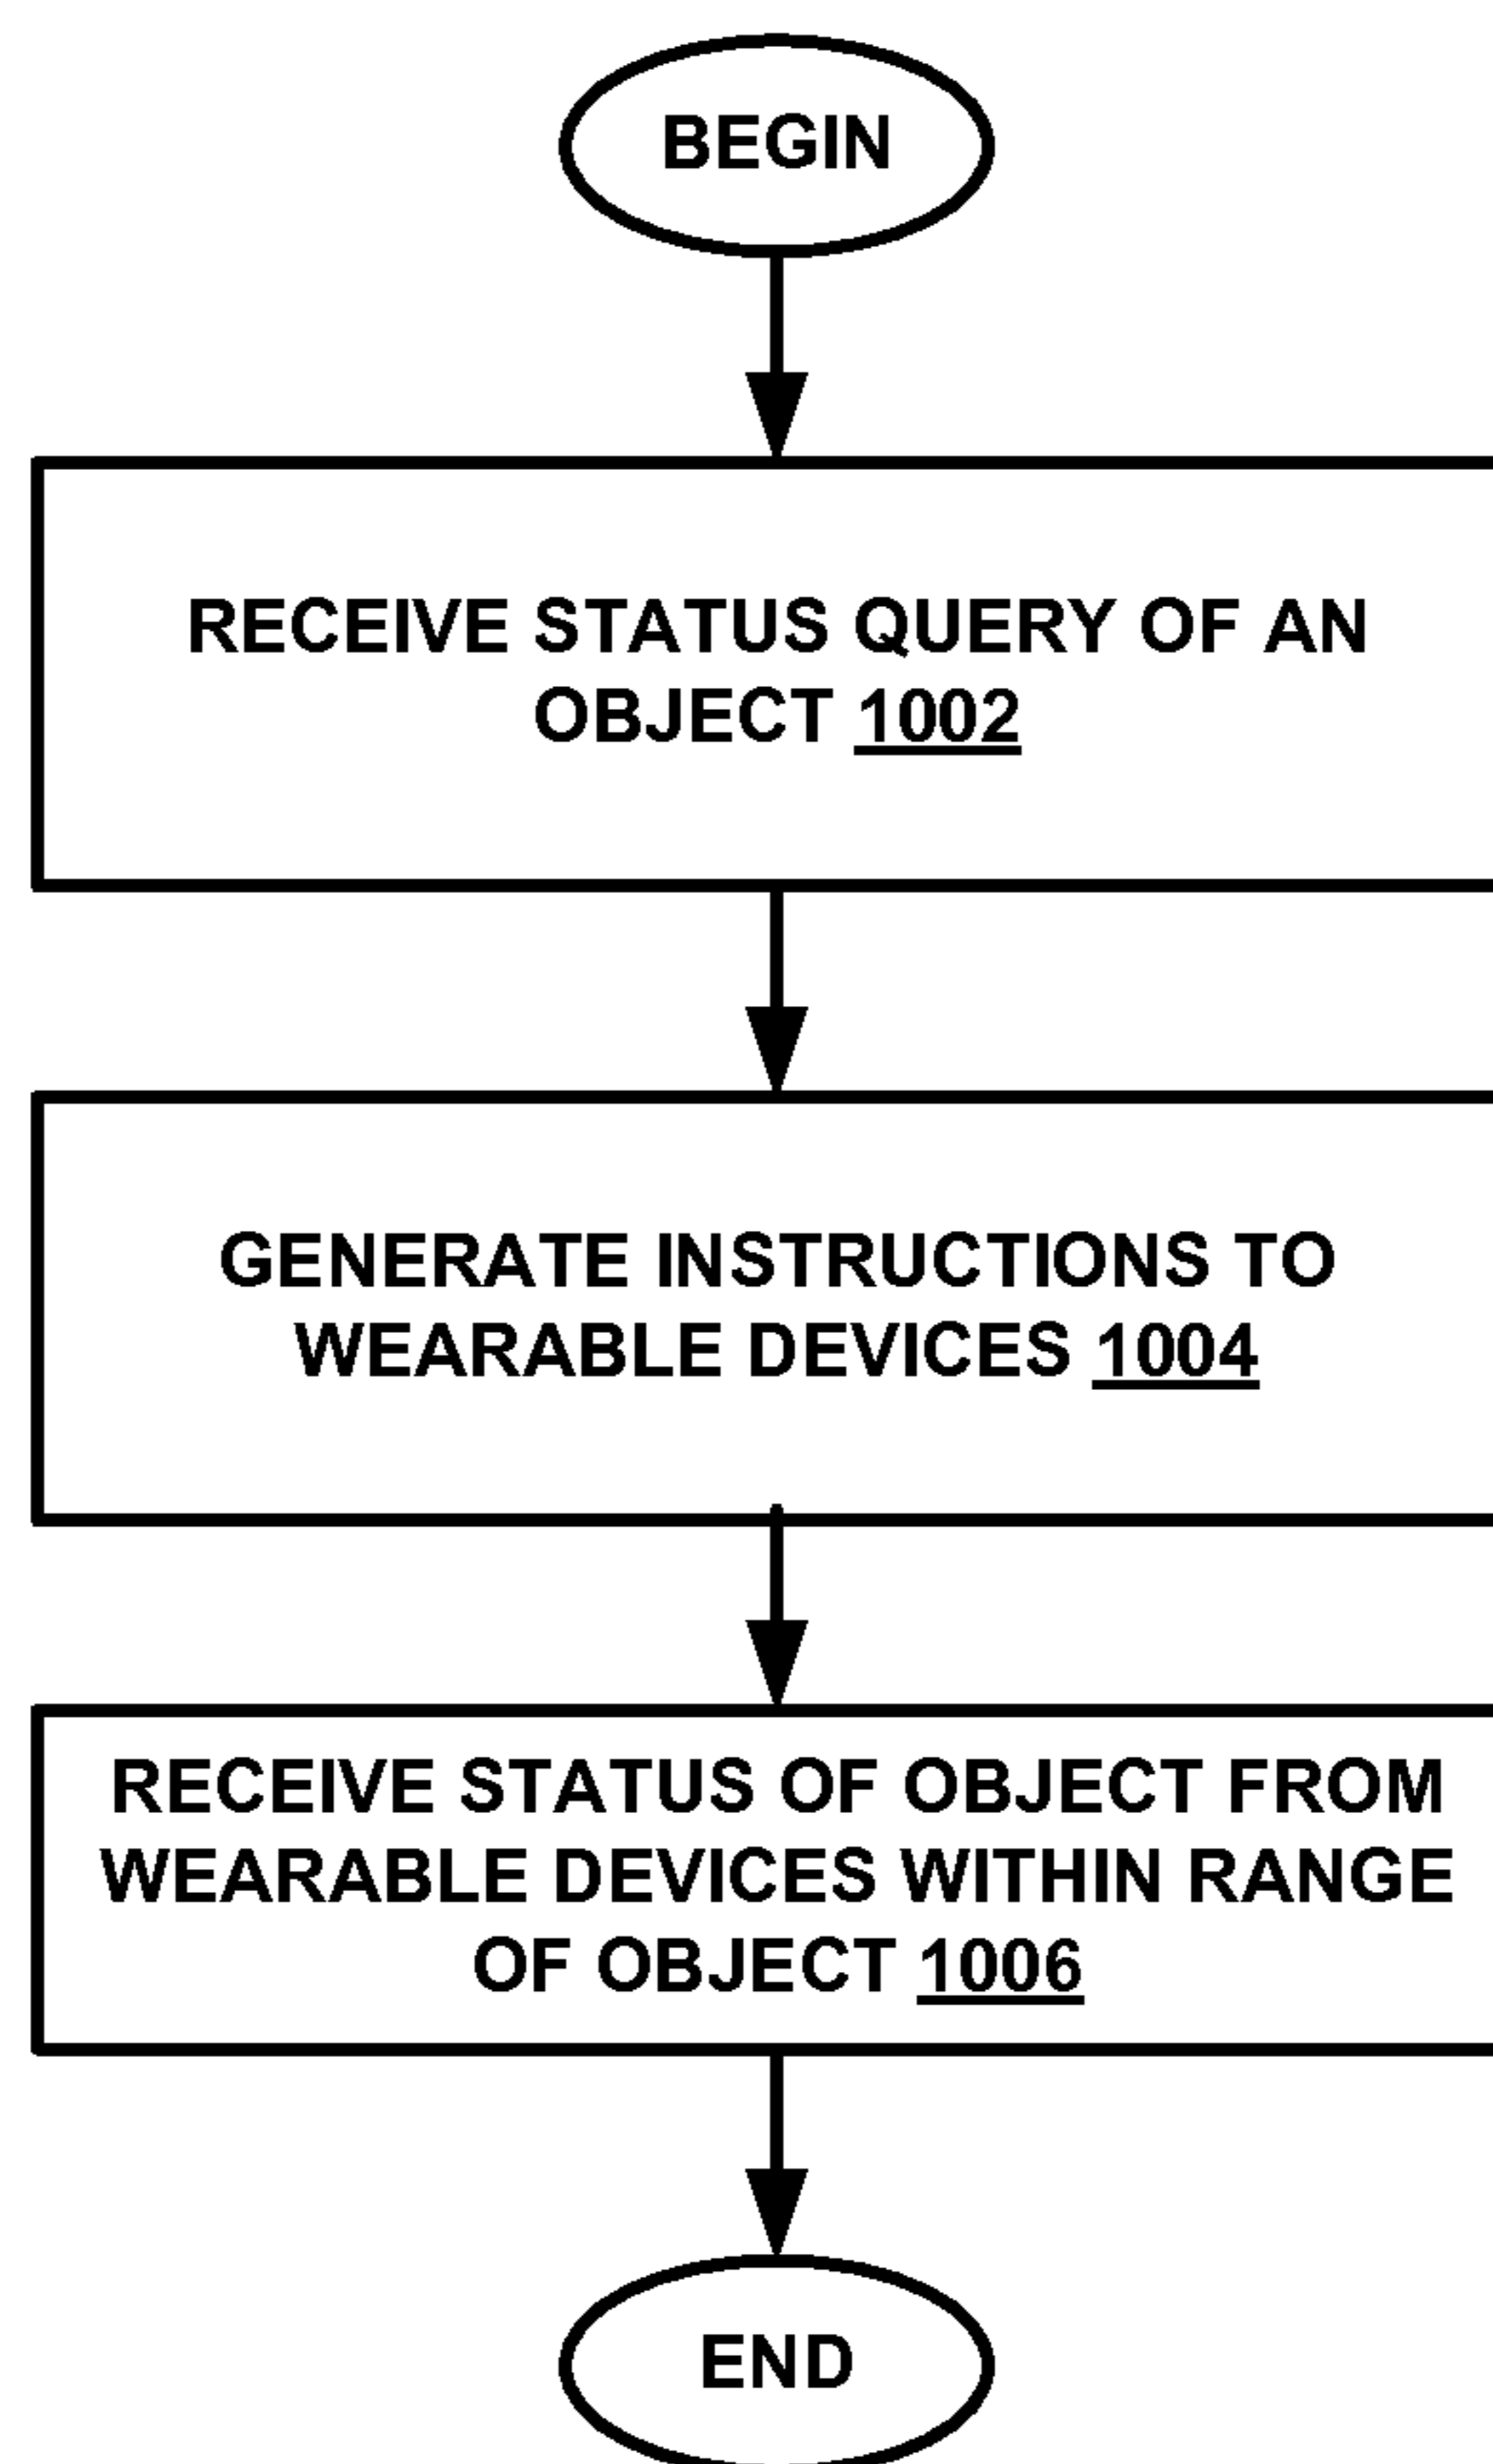 BEGIN
RECEIVE STATUS QUERY OF AN
OBJECT 1002
GENERATE INSTRUCTIONS TO
WEARABLE DEVICES 1004
RECEIVE STATUS OF OBJECT FROM
WEARABLE DEVICES WITHIN RANGE
OF OBJECT 1006
END